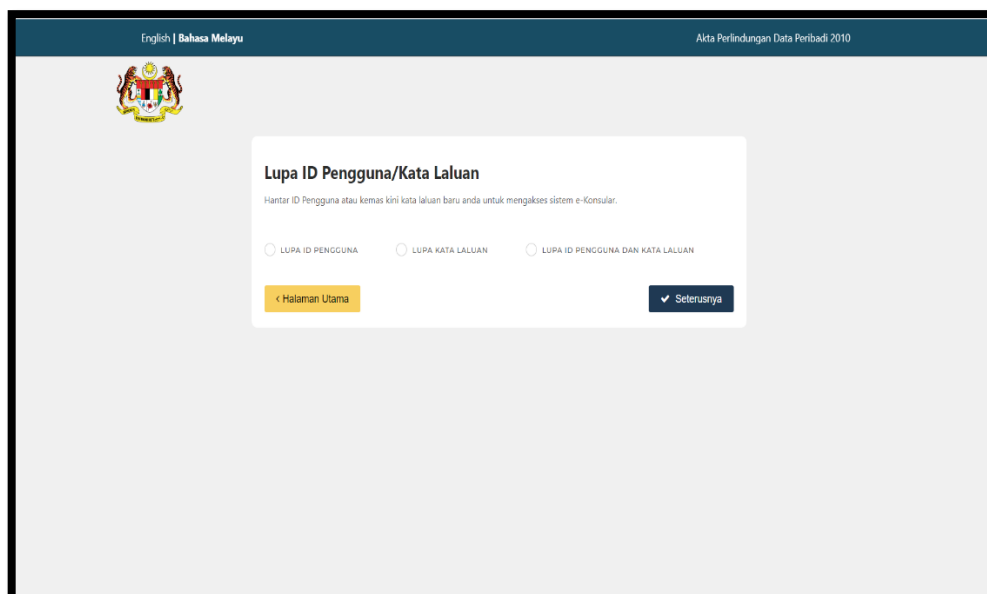 English | Bahasa Melayu
Akta Perlindungan Data Peribadi 2010
Lupa ID Pengguna/Kata Laluan
Hantar ID Pengguna atau kemas kini kata laluan baru anda untuk mengakses sistem e-Konsular.
LUPA ID PENGGUNA
LUPA KATA LALUAN
LUPA ID PENGGUNA DAN KATA LALUAN
< Halaman Utama
✔ Seterusnya